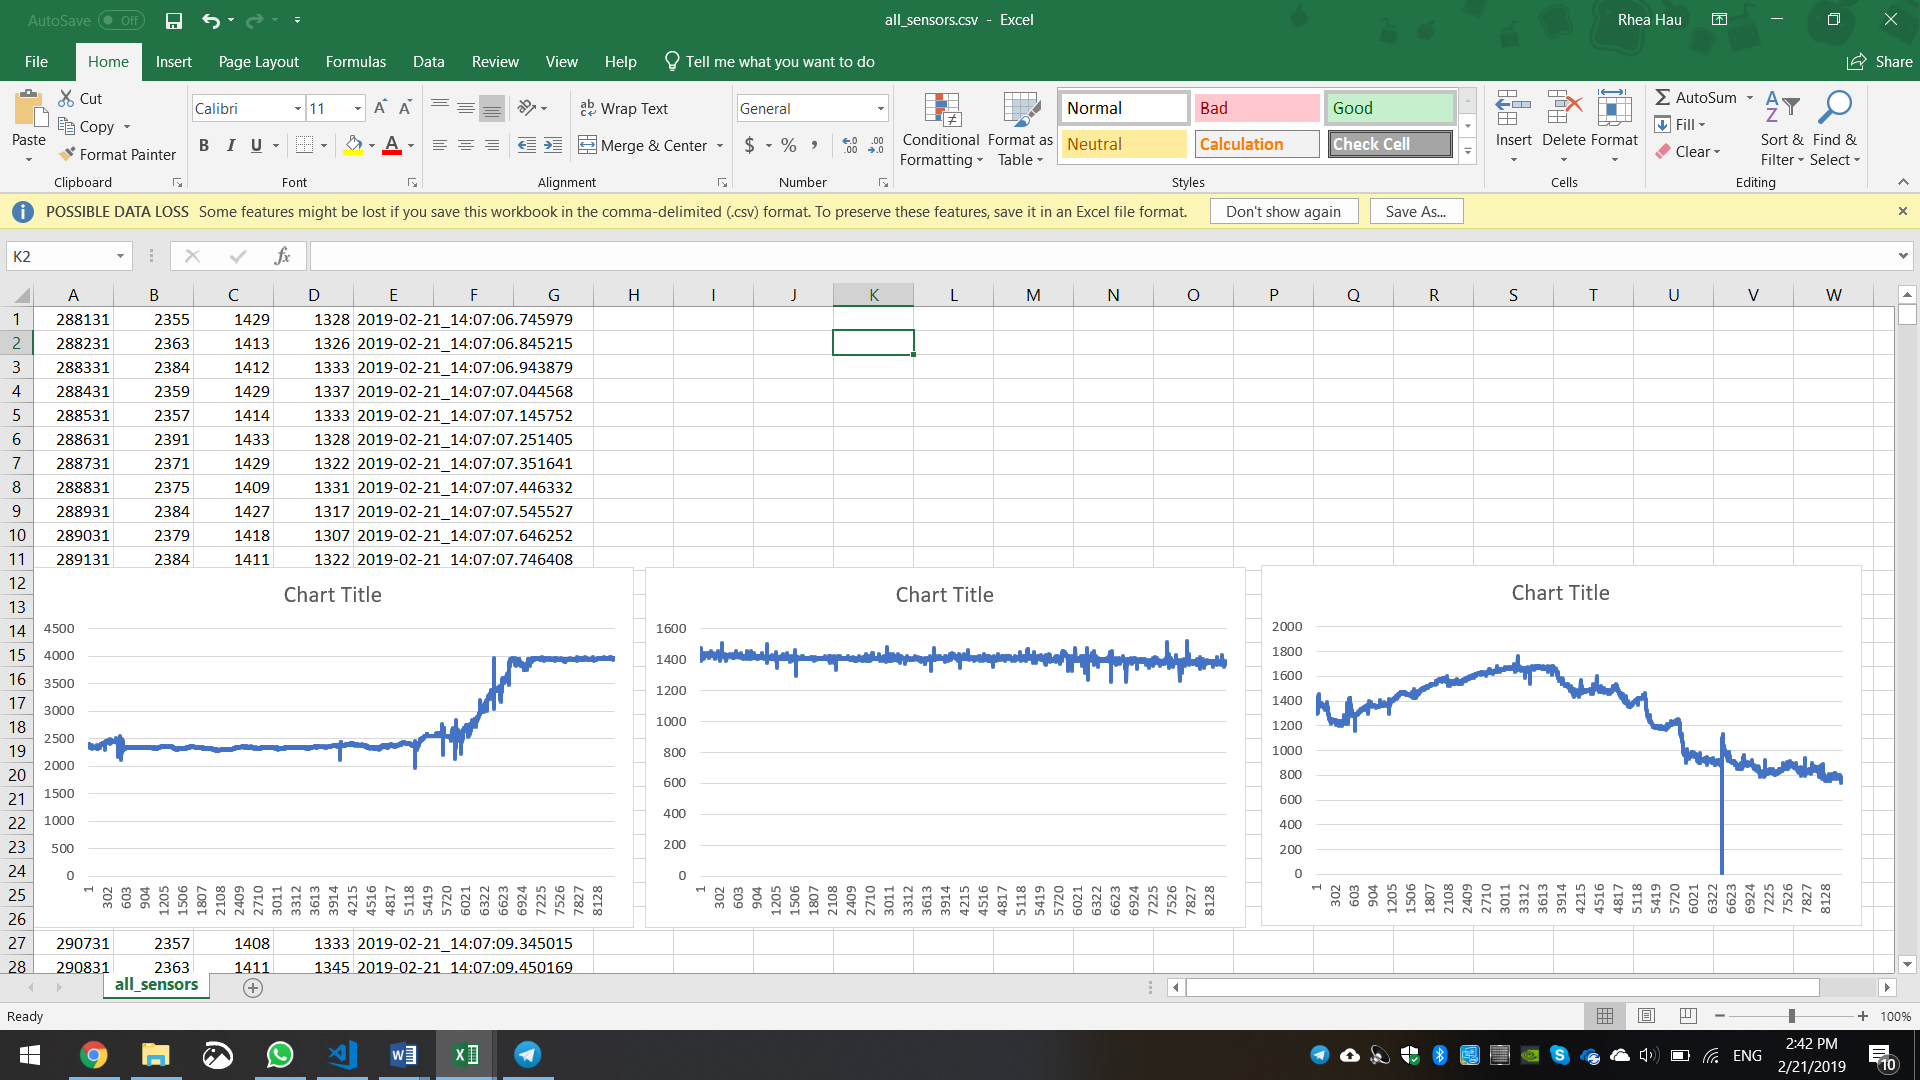 AutoSave Off
all_sensors.csv - Excel
Rhea Hau
File Home Insert Page Layout Formulas Data Review View Help Tell me what you want to do Share
Paste
Cut
Copy
Format Painter
Clipboard
Calibri 11
B I U
Font
Wrap Text
Merge & Center
Alignment
General
$ % ,
Number
Conditional Formatting
Format as Table
Normal Bad Good
Neutral Calculation Check Cell
Styles
Insert Delete Format
Cells
AutoSum
Fill
Clear
Sort & Filter
Find & Select
Editing
POSSIBLE DATA LOSS Some features might be lost if you save this workbook in the comma-delimited (.csv) format. To preserve these features, save it in an Excel file format. Don't show again Save As...
K2 fx
A B C D E F G H I J K L M N O P Q R S T U V W
1 288131 2355 1429 1328 2019-02-21_14:07:06.745979
2 288231 2363 1413 1326 2019-02-21_14:07:06.845215
3 288331 2384 1412 1333 2019-02-21_14:07:06.943879
4 288431 2359 1429 1337 2019-02-21_14:07:07.044568
5 288531 2357 1414 1333 2019-02-21_14:07:07.145752
6 288631 2391 1433 1328 2019-02-21_14:07:07.251405
7 288731 2371 1429 1322 2019-02-21_14:07:07.351641
8 288831 2375 1409 1331 2019-02-21_14:07:07.446332
9 288931 2384 1427 1317 2019-02-21_14:07:07.545527
10 289031 2379 1418 1307 2019-02-21_14:07:07.646252
11 289131 2384 1411 1322 2019-02-21_14:07:07.746408
12
13
14
15
16
17
18
19
20
21
22
23
24
25
26
Chart Title
4500
4000
3500
3000
2500
2000
1500
1000
500
0
1 302 603 904 1205 1506 1807 2108 2409 2710 3011 3312 3613 3914 4215 4516 4817 5118 5419 5720 6021 6322 6623 6924 7225 7526 7827 8128
Chart Title
1600
1400
1200
1000
800
600
400
200
0
1 302 603 904 1205 1506 1807 2108 2409 2710 3011 3312 3613 3914 4215 4516 4817 5118 5419 5720 6021 6322 6623 6924 7225 7526 7827 8128
Chart Title
2000
1800
1600
1400
1200
1000
800
600
400
200
0
1 302 603 904 1205 1506 1807 2108 2409 2710 3011 3312 3613 3914 4215 4516 4817 5118 5419 5720 6021 6322 6623 6924 7225 7526 7827 8128
27 290731 2357 1408 1333 2019-02-21_14:07:09.345015
28 290831 2363 1411 1345 2019-02-21_14:07:09.450169
all_sensors
Ready
100%
ENG
2:42 PM
2/21/2019
10